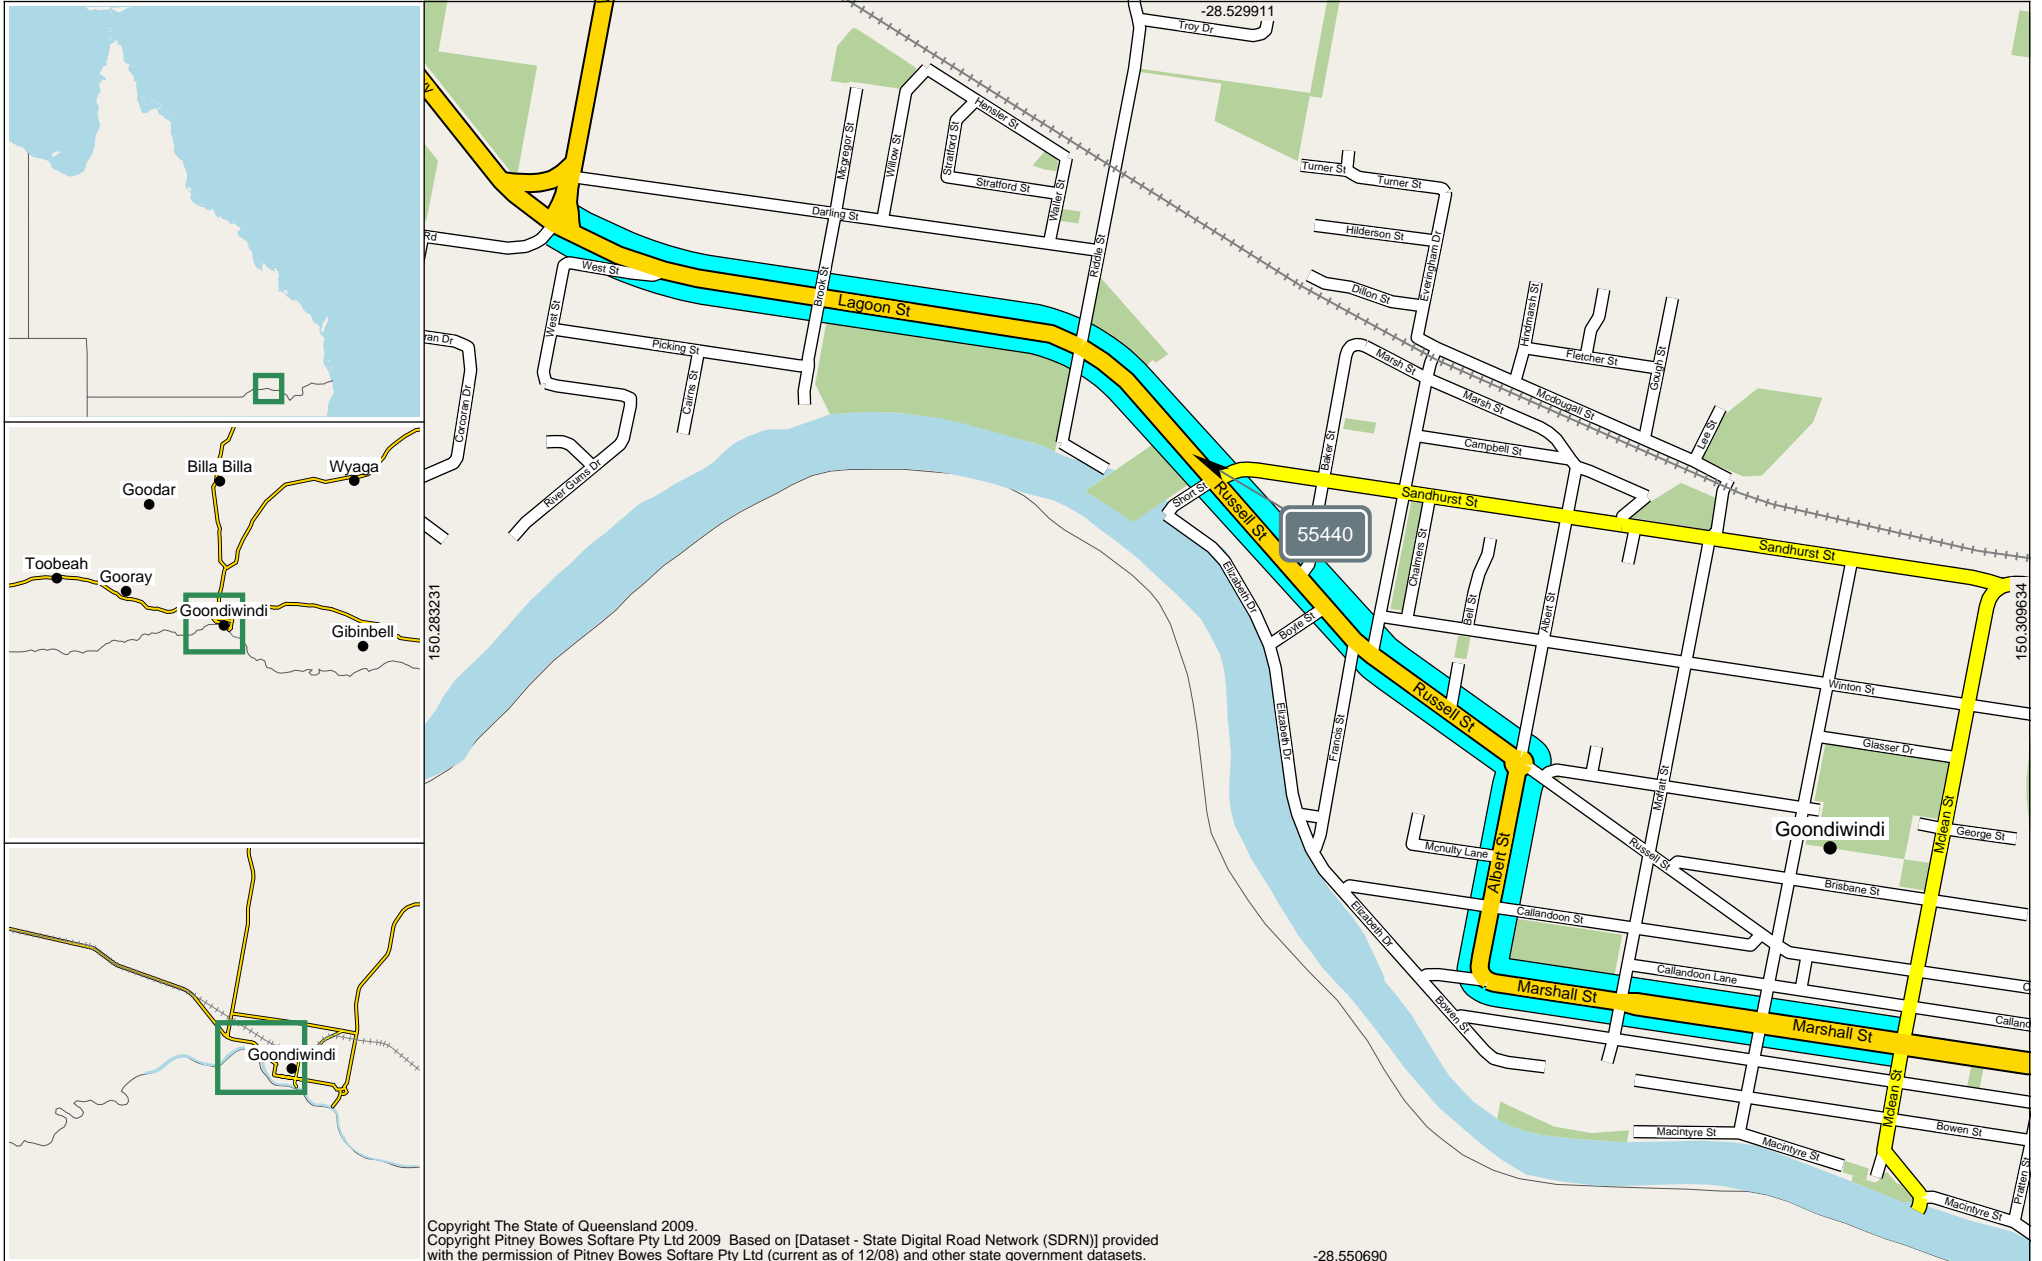 -28.529911
Troy Dr
y
Hensler St
Mcgregor St
Willow St
Stratford St
Stratford St
Waller St
Turner St
Turner St
Darling St
Hilderson St
Rd
Riddle St
Everingham Dr
West St
Brook St
Dillon St
Hindmarsh St
Lagoon St
West St
Picking St
ran Dr
Marsh St
Fletcher St
Gough St
Cairns St
Marsh St
Mcdougall St
Corcoran Dr
Lee St
Baker St
Campbell St
River Gums Dr
Short St
Sandhurst St
Russell St
55440
Sandhurst St
Chalmers St
Elizabeth Dr
Bell St
Albert St
Boyle St
150.283231
150.309634
Winton St
Russell St
Elizabeth Dr
Francis St
Glasser Dr
Moffatt St
Goondiwindi
Mclean St
George St
Mcnulty Lane
Russell St
Albert St
Brisbane St
Callandoon St
Elizabeth Dr
Callandoon Lane
C
Marshall St
Bowen St
Calland
Marshall St
Mclean St
Bowen St
Macintyre St
Macintyre St
Pratten St
Macintyre St
Billa Billa
Wyaga
Goodar
Toobeah
Gooray
Goondiwindi
Gibinbell
Goondiwindi
Copyright The State of Queensland 2009.
Copyright Pitney Bowes Softare Pty Ltd 2009 Based on [Dataset - State Digital Road Network (SDRN)] provided
with the permission of Pitney Bowes Softare Pty Ltd (current as of 12/08) and other state government datasets.
-28.550690